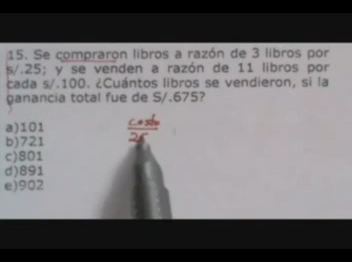 15. Se compraron libros a razón de 3 libros por
s/.25; y se venden a razón de 11 libros por
cada s/.100. ¿Cuántos libros se vendieron, si la
ganancia total fue de S/.675?
a)101
b)721
c)801
d)891
e)902
costo
25